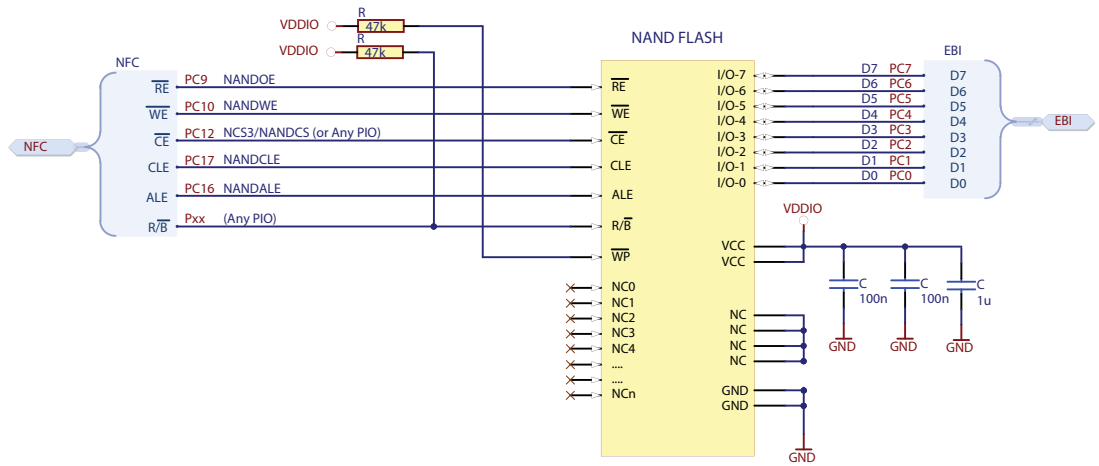 R
VDDIO 47k
R
VDDIO 47k
NAND FLASH
NFC
EBI
RE PC9 NANDOE RE
WE PC10 NANDWE WE
CE PC12 NCS3/NANDCS (or Any PIO) CE
CLE PC17 NANDCLE CLE
ALE PC16 NANDALE ALE
R/B Pxx (Any PIO) R/B
WP
NFC
I/O-7 D7 PC7 D7
I/O-6 D6 PC6 D6
I/O-5 D5 PC5 D5
I/O-4 D4 PC4 D4
I/O-3 D3 PC3 D3
I/O-2 D2 PC2 D2
I/O-1 D1 PC1 D1
I/O-0 D0 PC0 D0
EBI
VDDIO
VCC
VCC
C
100n
C
100n
C
1u
GND
GND
GND
NC0
NC1
NC2
NC3
NC4
....
....
NCn
NC
NC
NC
NC
GND
GND
GND